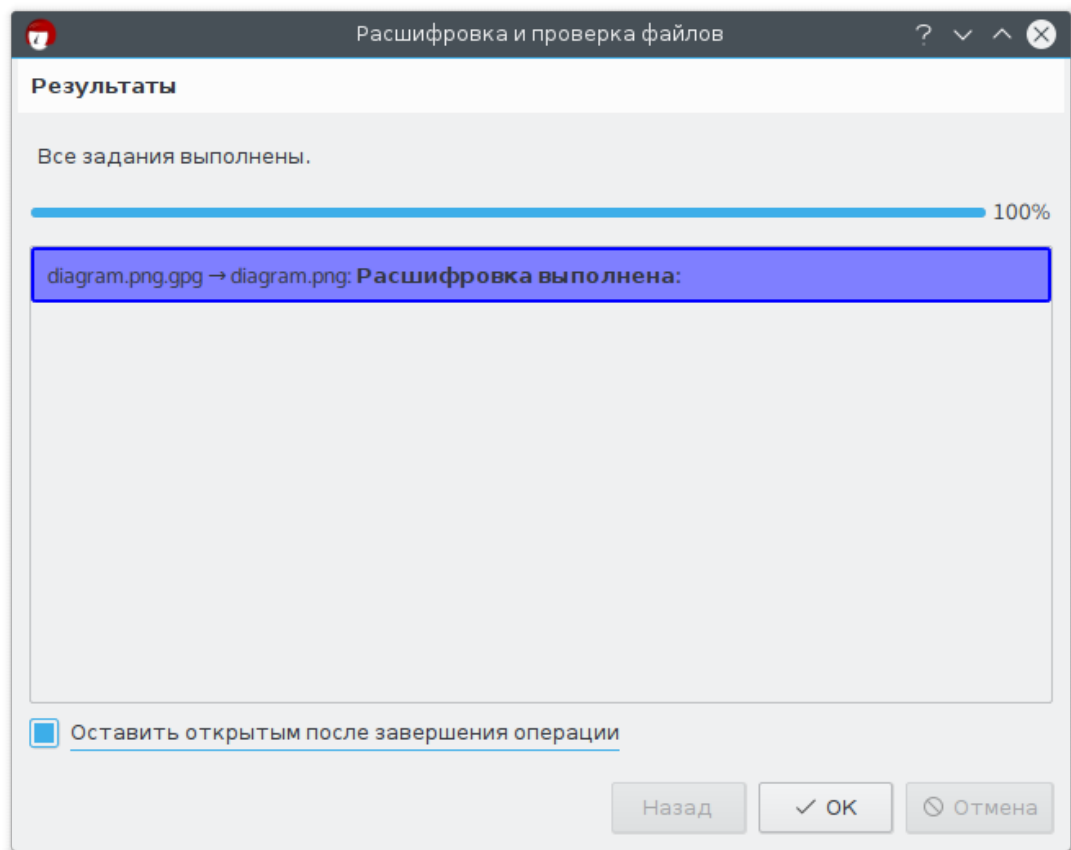 Расшифровка и проверка файлов
Результаты
Все задания выполнены.
100%
diagram.png.gpg → diagram.png: Расшифровка выполнена:
Оставить открытым после завершения операции
Назад
OK
Отмена